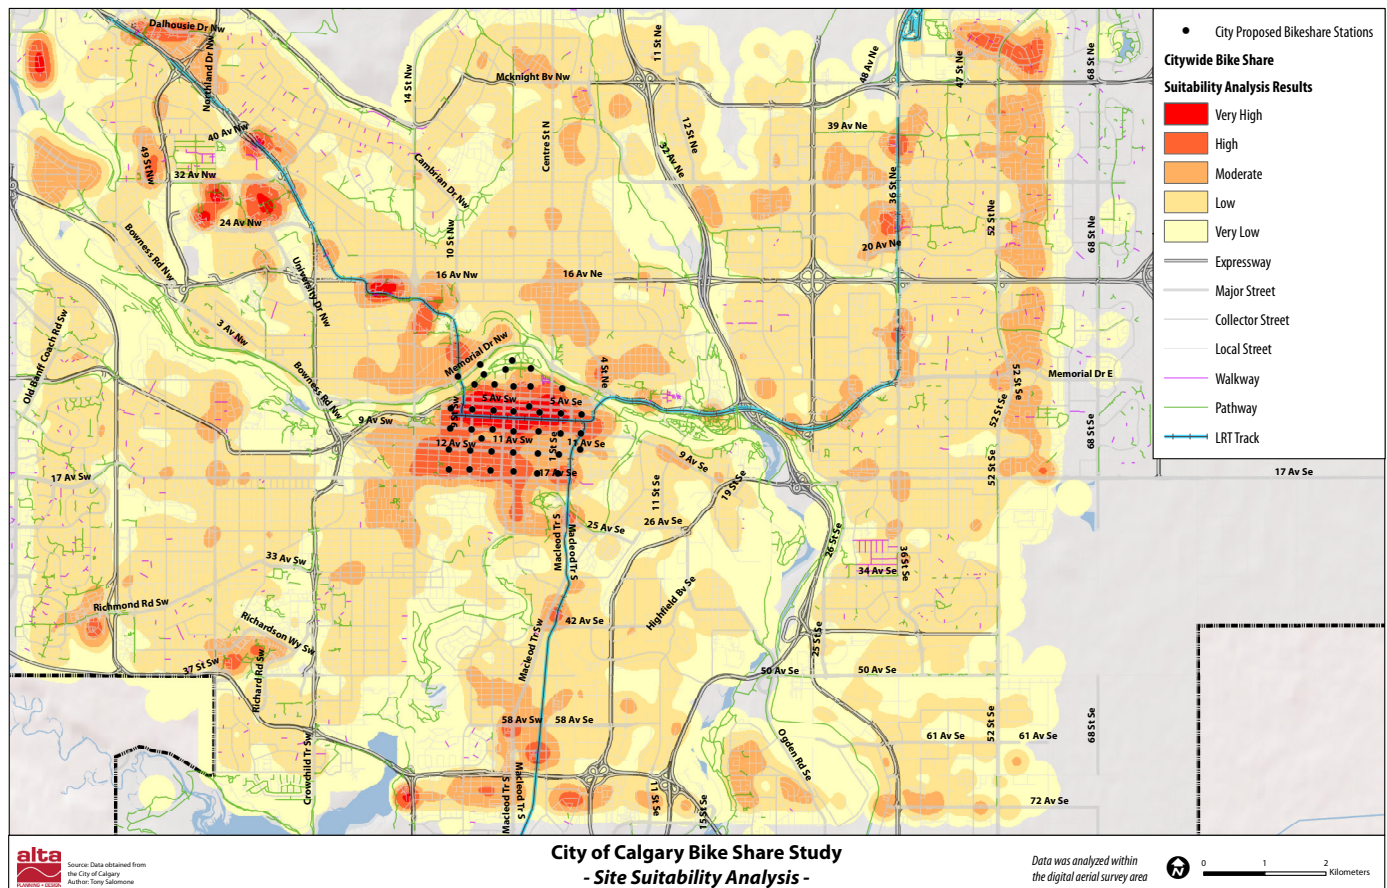 City Proposed Bikeshare Stations
Citywide Bike Share
Suitability Analysis Results
Very High
High
Moderate
Low
Very Low
Expressway
Major Street
Collector Street
Local Street
Walkway
Pathway
LRT Track
Dalhousie Dr Nw
Northland Dr Nw
14 St Nw
Mcknight Bv Nw
11 St Ne
48 Av Ne
47 St Ne
68 St Ne
40 Av Nw
49 St Nw
32 Av Nw
24 Av Nw
Cambrian Dr Nw
Centre St N
12 St Ne
32 Av Ne
39 Av Ne
36 St Ne
52 St Ne
20 Av Ne
68 St Ne
Bowness Rd Nw
University Dr Nw
10 St Nw
16 Av Nw
16 Av Ne
Old Banff Coach Rd Sw
3 Av Nw
Bowness Rd Nw
Memorial Dr Nw
4 St Ne
Memorial Dr E
52 St Se
52 St Se
68 St Se
9 Av Sw
5 Av Sw
5 Av Se
12 Av Sw
11 Av Sw
1 St Se
11 Av Se
17 Av Sw
17 Av Se
9 Av Se
19 St Se
11 St Se
52 St Se
17 Av Se
25 Av Se
26 Av Se
26 St Se
Macleod Tr S
Macleod Tr S
33 Av Sw
34 Av Se
36 St Se
Richmond Rd Sw
Richardson Wy Sw
37 St Sw
Richard Rd Sw
42 Av Se
Highfield Bv Se
Macleod Tr Sw
25 St Se
50 Av Se
50 Av Se
58 Av Sw
58 Av Se
Ogden Rd Se
61 Av Se
52 St Se
61 Av Se
68 St Se
Crowchild Tr Sw
Macleod Tr S
Macleod Tr S
11 St Se
15 St Se
72 Av Se
alta
PLANNING + DESIGN
Source: Data obtained from
the City of Calgary
Author: Tony Salomone
City of Calgary Bike Share Study
- Site Suitability Analysis -
Data was analyzed within
the digital aerial survey area
N
0 1 2
Kilometers